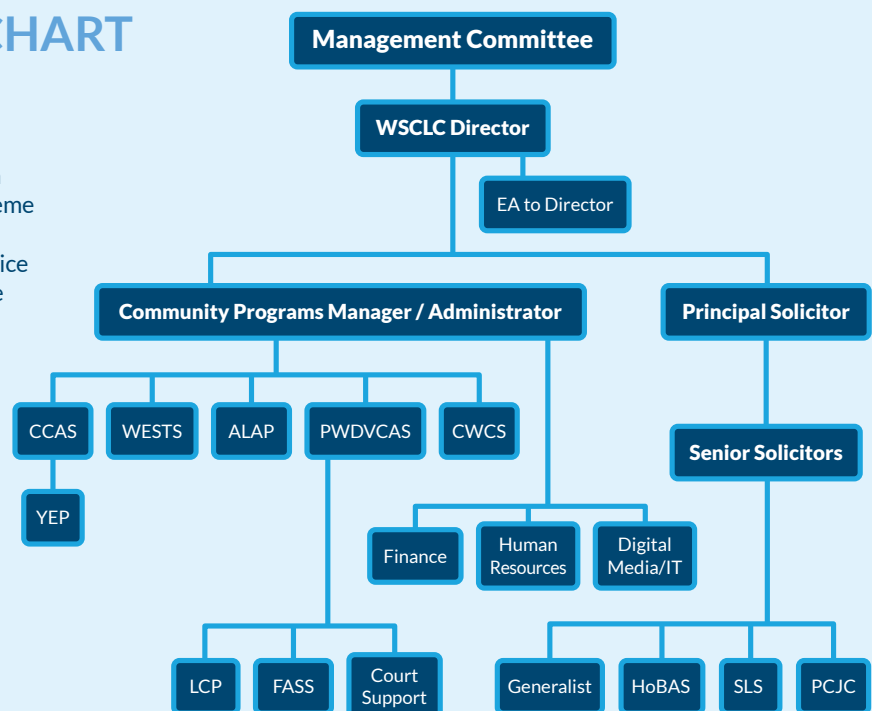 CHART
Management Committee
WSCLC Director
EA to Director
eme
ice
e
Community Programs Manager / Administrator
Principal Solicitor
CCAS
WESTS
ALAP
PWDVCAS
CWCS
Senior Solicitors
YEP
Finance
Human
Resources
Digital
Media/IT
LCP
FASS
Court
Support
Generalist
HoBAS
SLS
PCJC